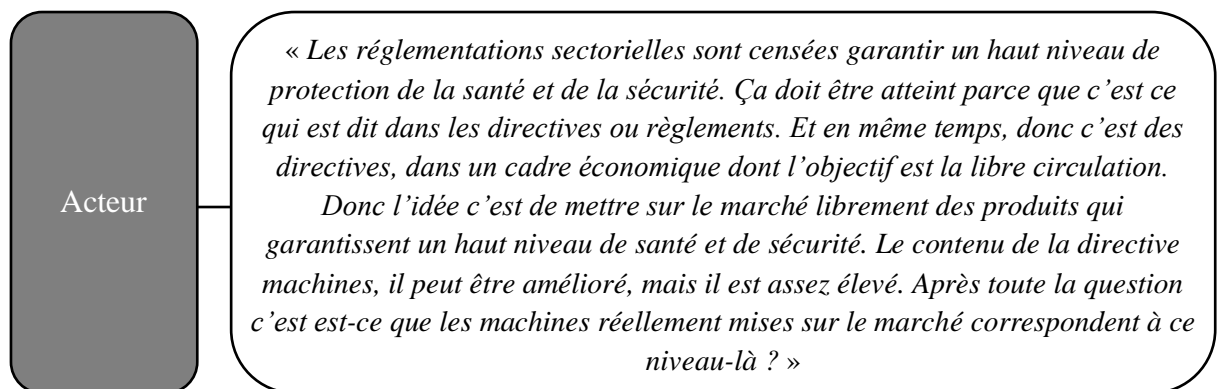 Acteur
« Les réglementations sectorielles sont censées garantir un haut niveau de
protection de la santé et de la sécurité. Ça doit être atteint parce que c’est ce
qui est dit dans les directives ou règlements. Et en même temps, donc c’est des
directives, dans un cadre économique dont l’objectif est la libre circulation.
Donc l’idée c’est de mettre sur le marché librement des produits qui
garantissent un haut niveau de santé et de sécurité. Le contenu de la directive
machines, il peut être amélioré, mais il est assez élevé. Après toute la question
c’est est-ce que les machines réellement mises sur le marché correspondent à ce
niveau-là ? »